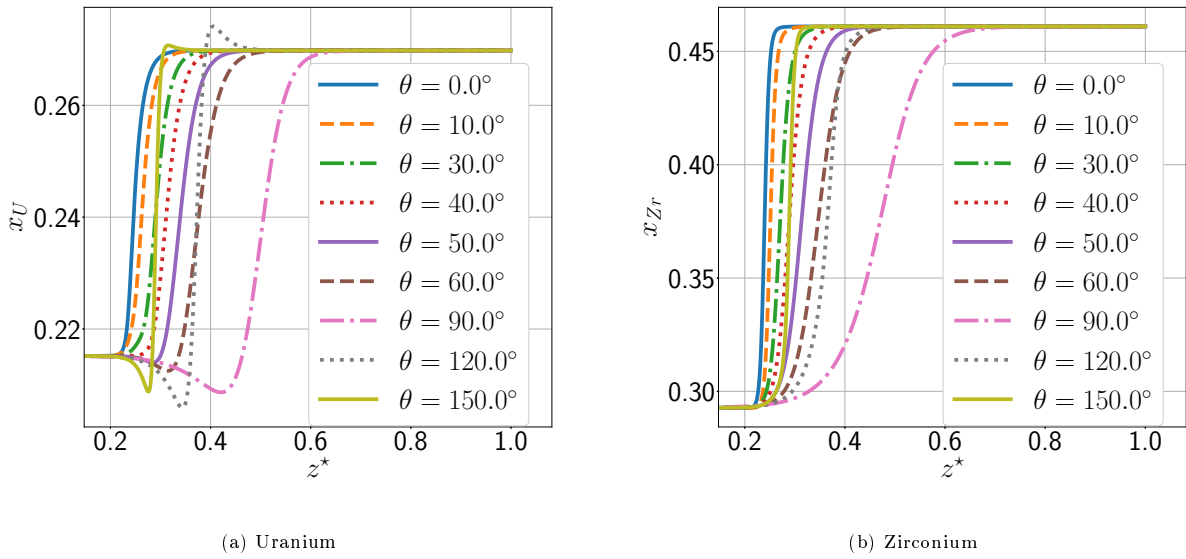 0.26
0.24
0.22
x_U
0.2
0.4
0.6
0.8
1.0
z⋆
θ = 0.0°
θ = 10.0°
θ = 30.0°
θ = 40.0°
θ = 50.0°
θ = 60.0°
θ = 90.0°
θ = 120.0°
θ = 150.0°
(a) Uranium
0.45
0.40
0.35
0.30
x_{Zr}
0.2
0.4
0.6
0.8
1.0
z⋆
θ = 0.0°
θ = 10.0°
θ = 30.0°
θ = 40.0°
θ = 50.0°
θ = 60.0°
θ = 90.0°
θ = 120.0°
θ = 150.0°
(b) Zirconium